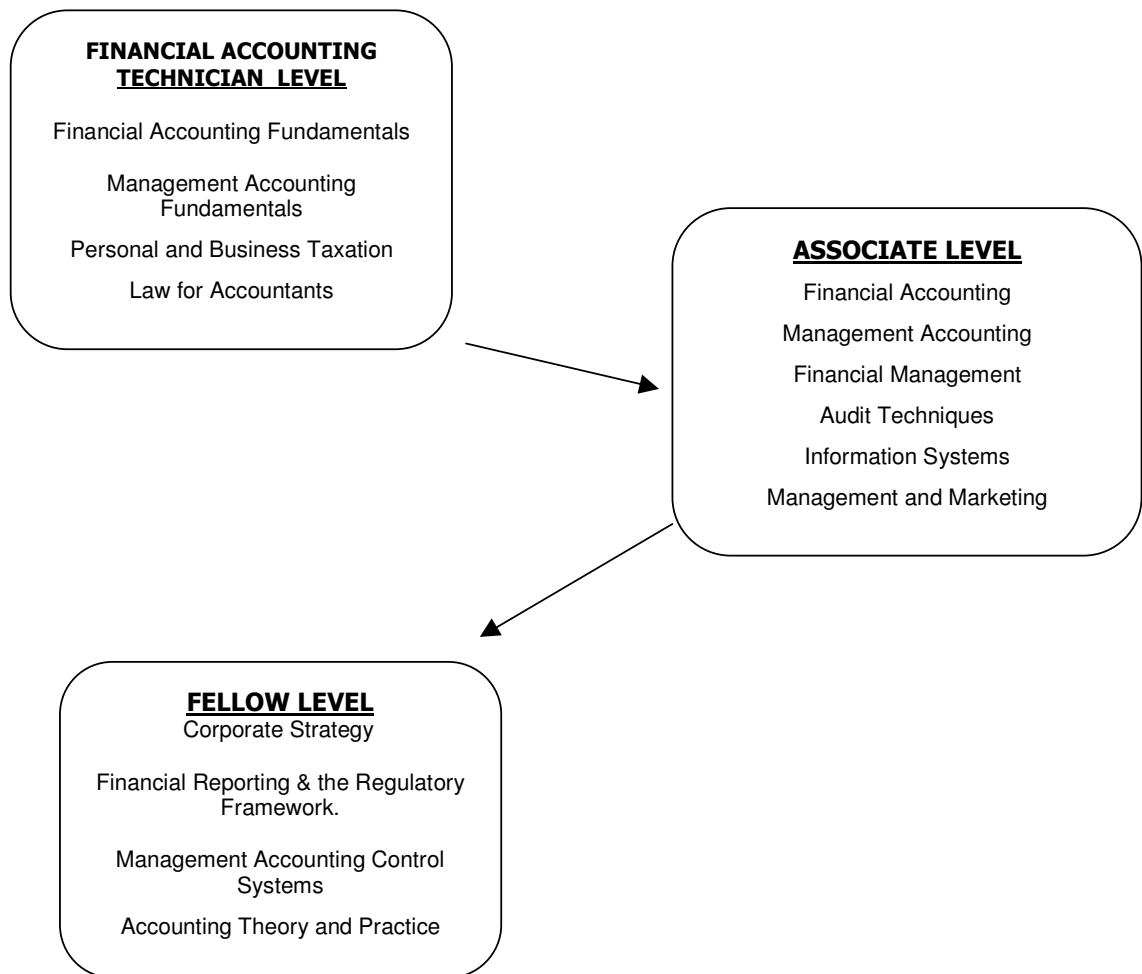 FINANCIAL ACCOUNTING
TECHNICIAN LEVEL
Financial Accounting Fundamentals
Management Accounting
Fundamentals
Personal and Business Taxation
Law for Accountants
ASSOCIATE LEVEL
Financial Accounting
Management Accounting
Financial Management
Audit Techniques
Information Systems
Management and Marketing
FELLOW LEVEL
Corporate Strategy
Financial Reporting & the Regulatory
Framework.
Management Accounting Control
Systems
Accounting Theory and Practice